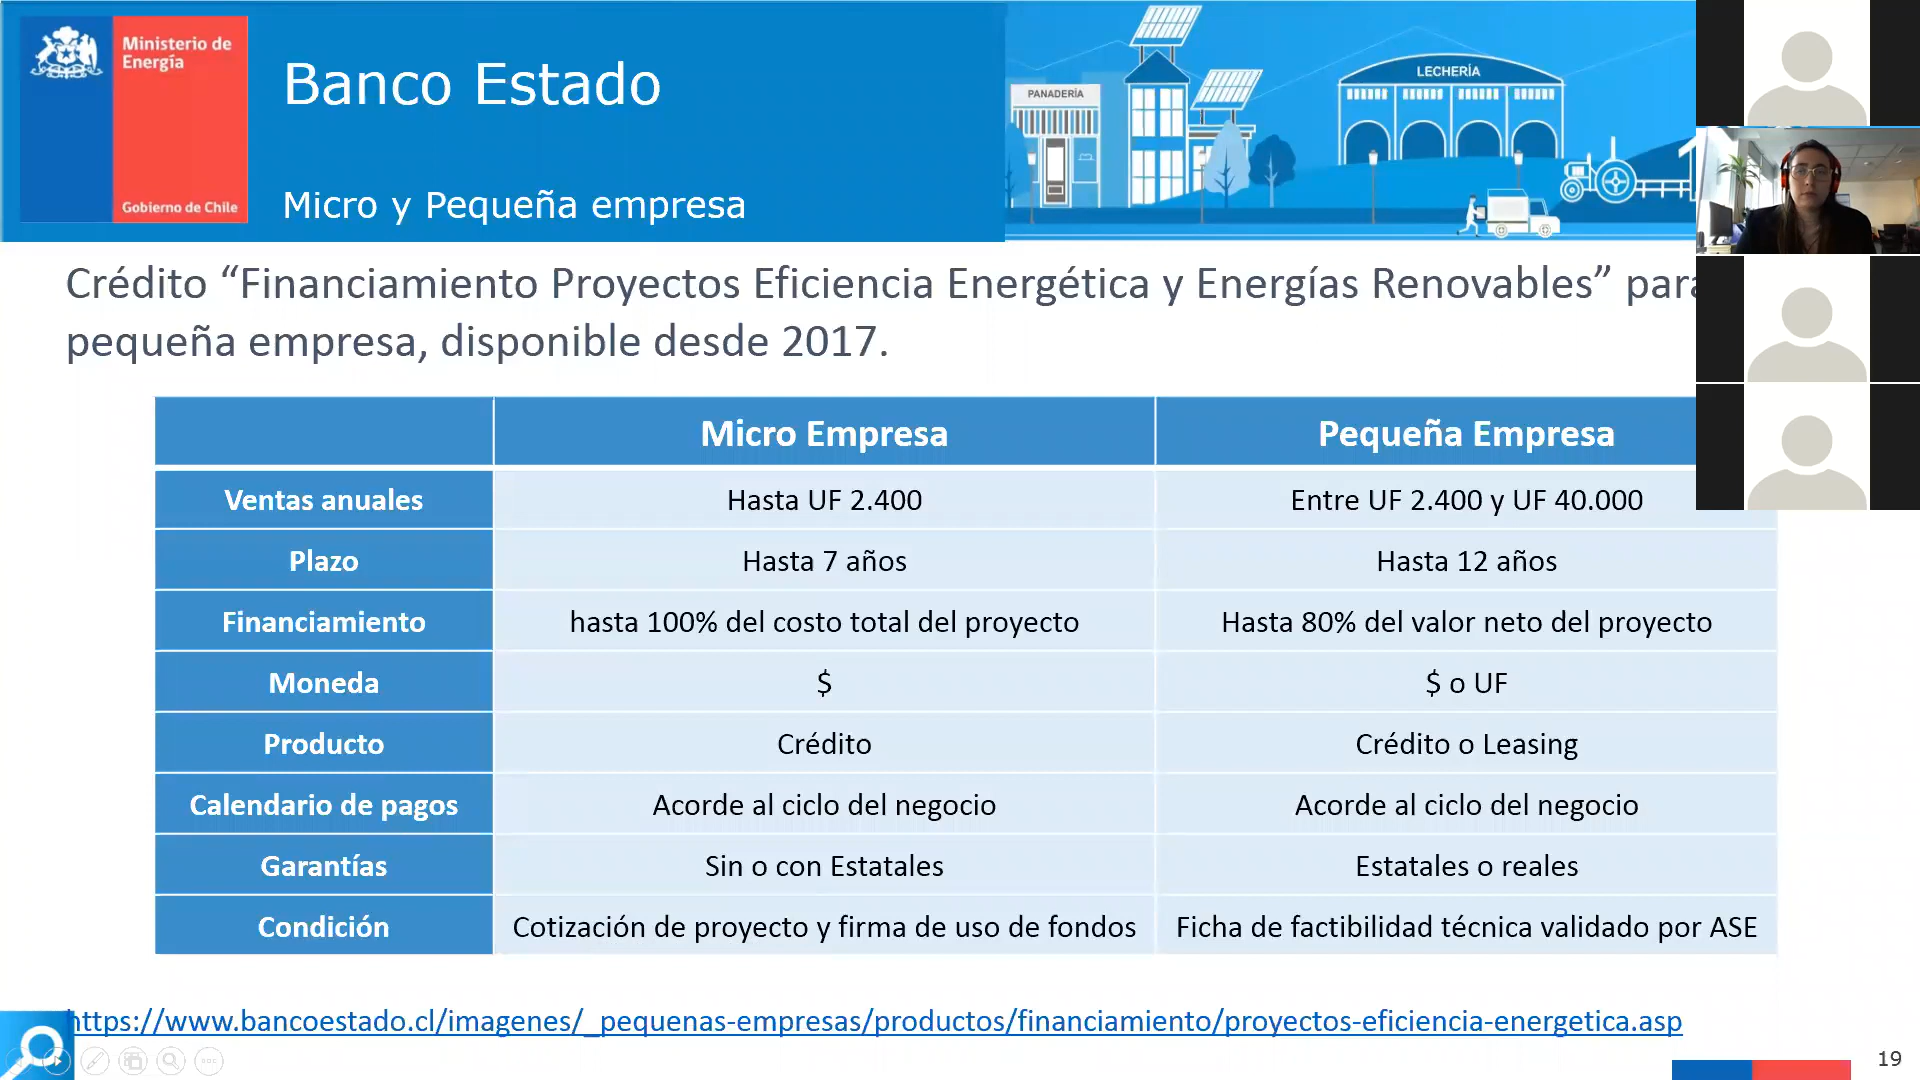 Ministerio de
Energía
Gobierno de Chile
Banco Estado
Micro y Pequeña empresa
PANADERÍA
LECHERÍA
Crédito “Financiamiento Proyectos Eficiencia Energética y Energías Renovables” para
pequeña empresa, disponible desde 2017.
Micro Empresa Pequeña Empresa
Ventas anuales Hasta UF 2.400 Entre UF 2.400 y UF 40.000
Plazo Hasta 7 años Hasta 12 años
Financiamiento hasta 100% del costo total del proyecto Hasta 80% del valor neto del proyecto
Moneda $ $ o UF
Producto Crédito Crédito o Leasing
Calendario de pagos Acorde al ciclo del negocio Acorde al ciclo del negocio
Garantías Sin o con Estatales Estatales o reales
Condición Cotización de proyecto y firma de uso de fondos Ficha de factibilidad técnica validado por ASE
https://www.bancoestado.cl/imagenes/_pequenas-empresas/productos/financiamiento/proyectos-eficiencia-energetica.asp
19